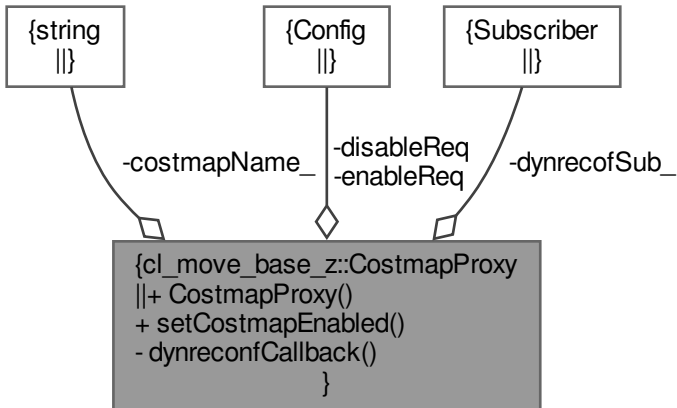 {string
||}
{Config
||}
{Subscriber
||}
-costmapName_
-disableReq
-enableReq
-dynrecofSub_
{cl_move_base_z::CostmapProxy
||+ CostmapProxy()
+ setCostmapEnabled()
- dynreconfCallback()
}